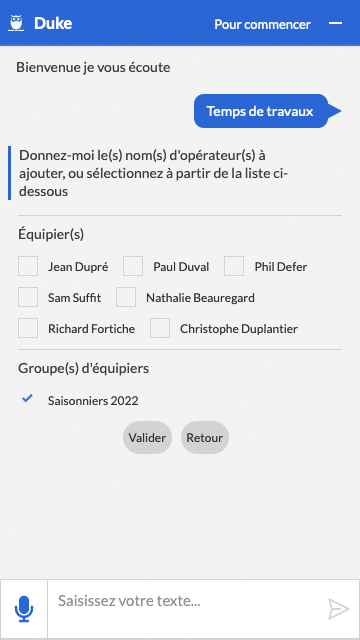 Duke
Pour commencer
Bienvenue je vous écoute
Temps de travaux
Donnez-moi le(s) nom(s) d'opérateur(s) à
ajouter, ou sélectionnez à partir de la liste ci-
dessous
Équipier(s)
Jean Dupré Paul Duval Phil Defer
Sam Suffit Nathalie Beauregard
Richard Fortiche Christophe Duplantier
Groupe(s) d'équipiers
Saisonniers 2022
Valider Retour
Saisissez votre texte...